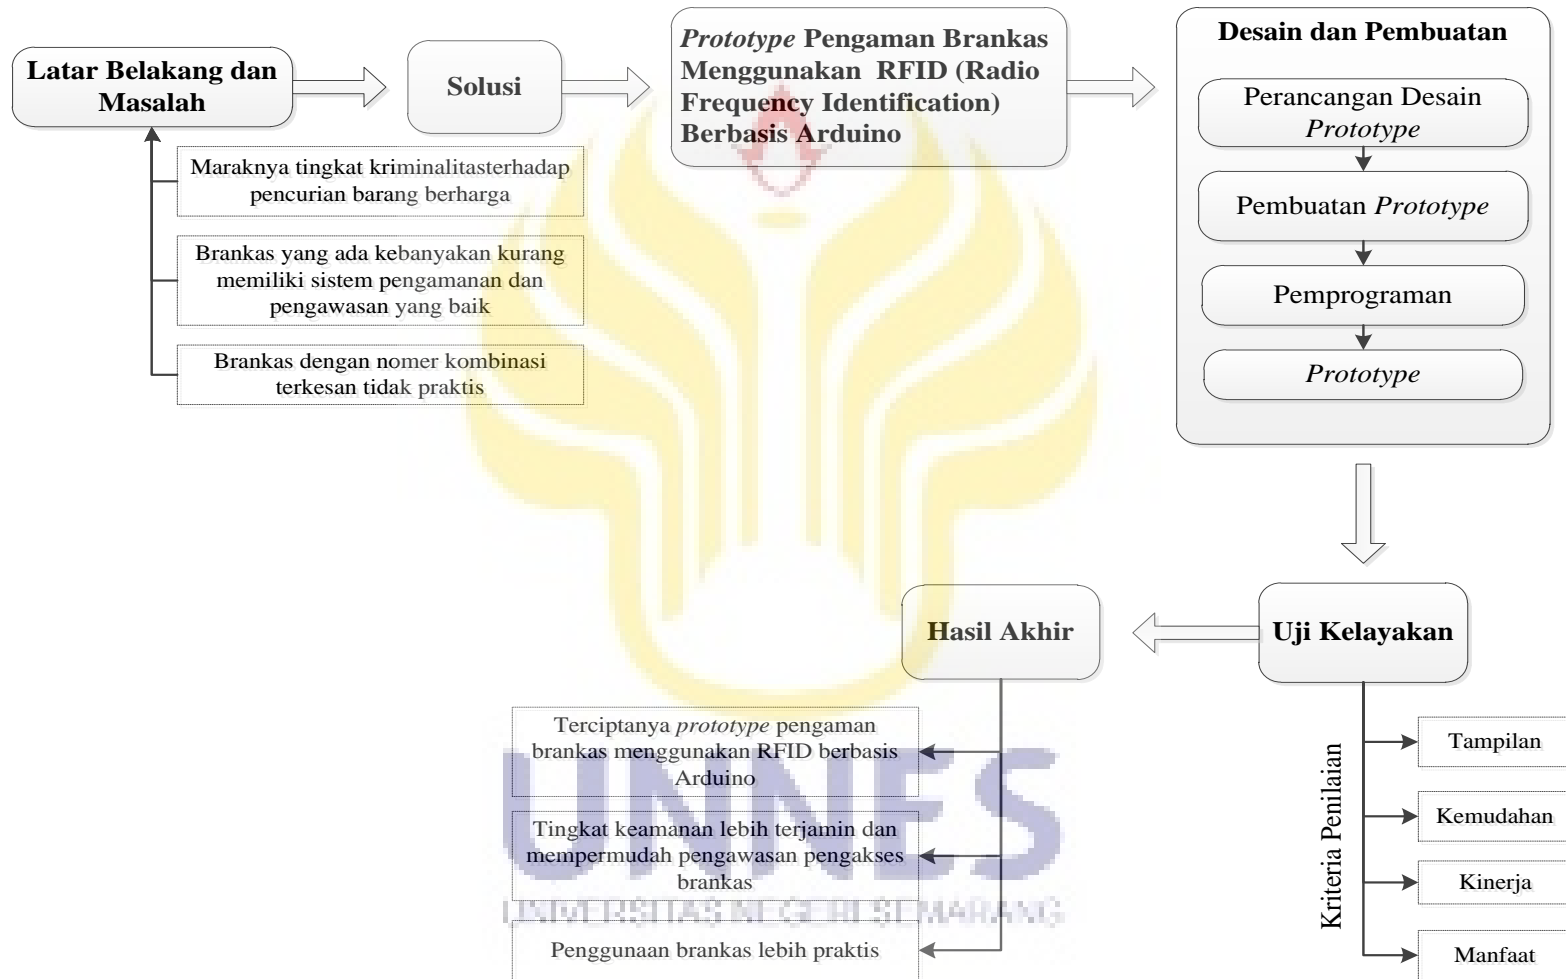 Latar Belakang dan
Masalah
Maraknya tingkat kriminalitasterhadap
pencurian barang berharga
Brankas yang ada kebanyakan kurang
memiliki sistem pengamanan dan
pengawasan yang baik
Brankas dengan nomer kombinasi
terkesan tidak praktis
Solusi
Prototype Pengaman Brankas
Menggunakan RFID (Radio
Frequency Identification)
Berbasis Arduino
Desain dan Pembuatan
Perancangan Desain
Prototype
Pembuatan Prototype
Pemprograman
Prototype
Uji Kelayakan
Kriteria Penilaian
Tampilan
Kemudahan
Kinerja
Manfaat
Hasil Akhir
Terciptanya prototype pengaman
brankas menggunakan RFID berbasis
Arduino
Tingkat keamanan lebih terjamin dan
mempermudah pengawasan pengakses
brankas
Penggunaan brankas lebih praktis
UNNES
UNIVERSITAS NEGERI SEMARANG